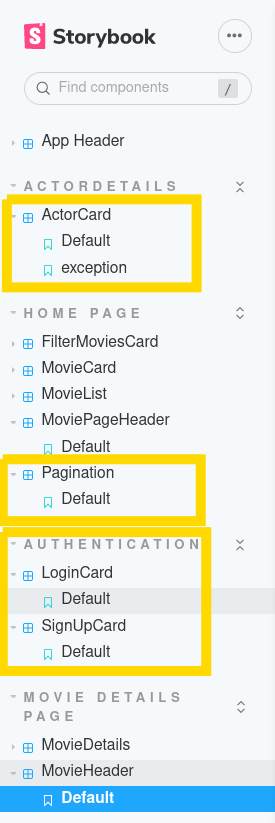 Storybook
Find components /
App Header
ACTORDETAILS
ActorCard
Default
exception
HOME PAGE
FilterMoviesCard
MovieCard
MovieList
MoviePageHeader
Default
Pagination
Default
AUTHENTICATION
LoginCard
Default
SignUpCard
Default
MOVIE DETAILS
PAGE
MovieDetails
MovieHeader
Default